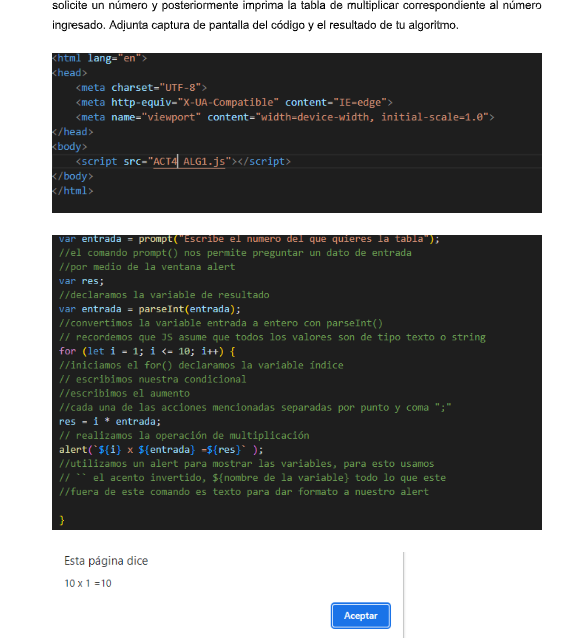 solicite un número y posteriormente imprima la tabla de multiplicar correspondiente al número
ingresado. Adjunta captura de pantalla del código y el resultado de tu algoritmo.
<html lang="en">
<head>
<meta charset="UTF-8">
<meta http-equiv="X-UA-Compatible" content="IE=edge">
<meta name="viewport" content="width=device-width, initial-scale=1.0">
</head>
<body>
<script src="ACT4 ALG1.js"></script>
</body>
</html>
var entrada = prompt("Escribe el numero del que quieres la tabla");
//el comando prompt() nos permite preguntar un dato de entrada
//por medio de la ventana alert
var res;
//declaramos la variable de resultado
var entrada = parseInt(entrada);
//convertimos la variable entrada a entero con parseInt()
// recordemos que JS asume que todos los valores son de tipo texto o string
for (let i = 1; i <= 10; i++) {
//iniciamos el for() declaramos la variable índice
// escribimos nuestra condicional
//escribimos el aumento
//cada una de las acciones mencionadas separadas por punto y coma ";"
res = i * entrada;
// realizamos la operación de multiplicación
alert(`${i} x ${entrada} =${res}` );
//utilizamos un alert para mostrar las variables, para esto usamos
// `` el acento invertido, ${nombre de la variable} todo lo que este
//fuera de este comando es texto para dar formato a nuestro alert
}
Esta página dice
10 x 1 =10
Aceptar